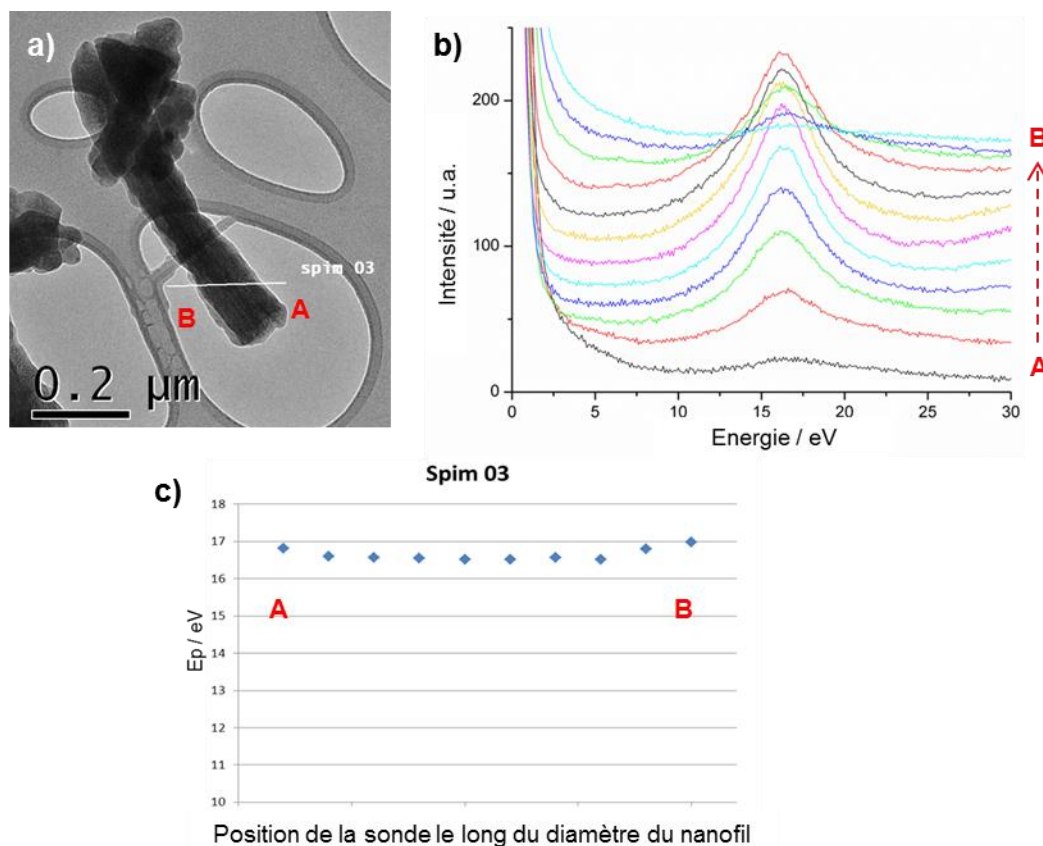 a)
spim 03
B
A
0.2 µm
b)
Intensité / u.a.
200
100
0
0
5
10
15
20
25
30
Energie / eV
B
A
c)
Spim 03
Ep / eV
18
17
16
15
14
13
12
11
10
A
B
Position de la sonde le long du diamètre du nanofil